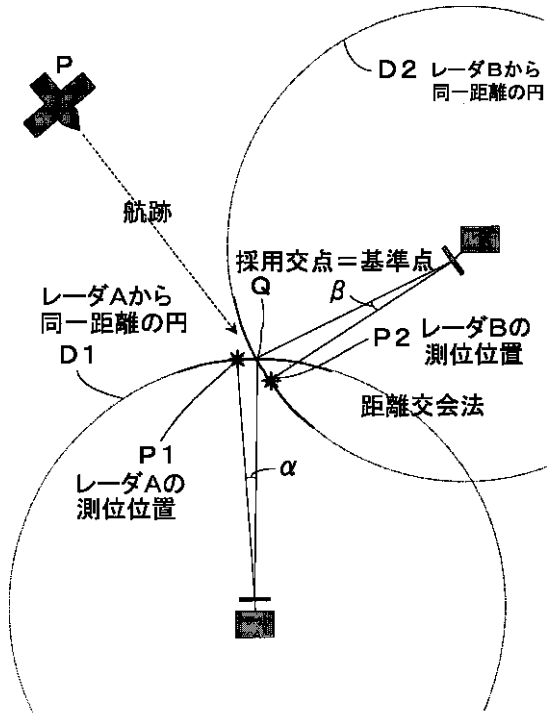 P
D2 レーダBから
同一距離の円
航跡
採用交点=基準点
Q
β
レーダAから
同一距離の円
D1
P2 レーダBの
測位位置
距離交会法
P1
レーダAの
測位位置
α